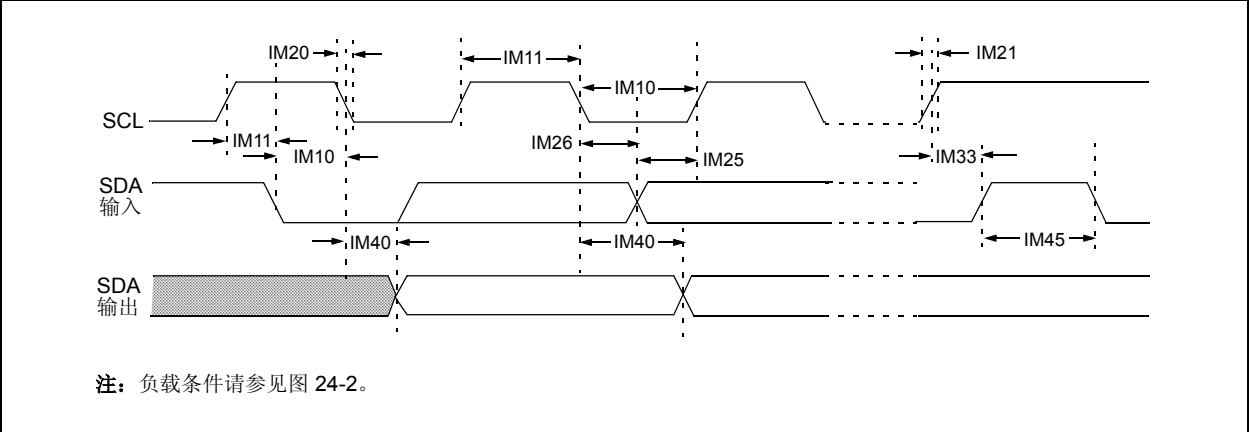 IM20
IM11
IM21
IM10
SCL
IM11
IM26
IM10
IM25
IM33
SDA
输入
IM40
IM40
IM45
SDA
输出
注：负载条件请参见图 24-2。